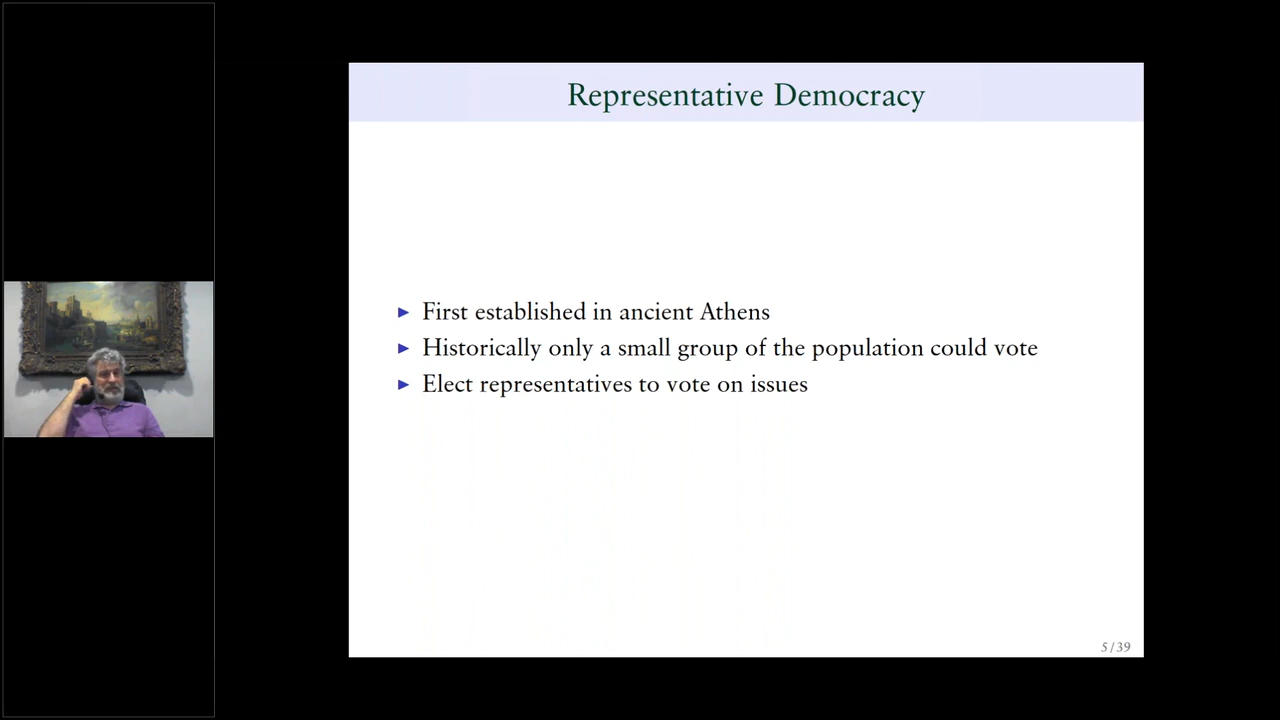 Representative Democracy
▶ First established in ancient Athens
▶ Historically only a small group of the population could vote
▶ Elect representatives to vote on issues
5/39